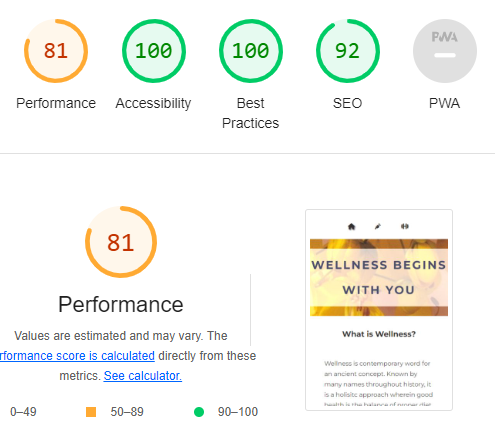 81
100
100
92
PWA
Performance
Accessibility
Best
Practices
SEO
PWA
81
Performance
Values are estimated and may vary. The
rformance score is calculated directly from these
metrics. See calculator.
0–49
50–89
90–100
WELLNESS BEGINS
WITH YOU
What is Wellness?
Wellness is contemporary word for
an ancient concept. Known by
many names throughout history, it
is a holisitc approach wherein good
health is the balance of proper diet